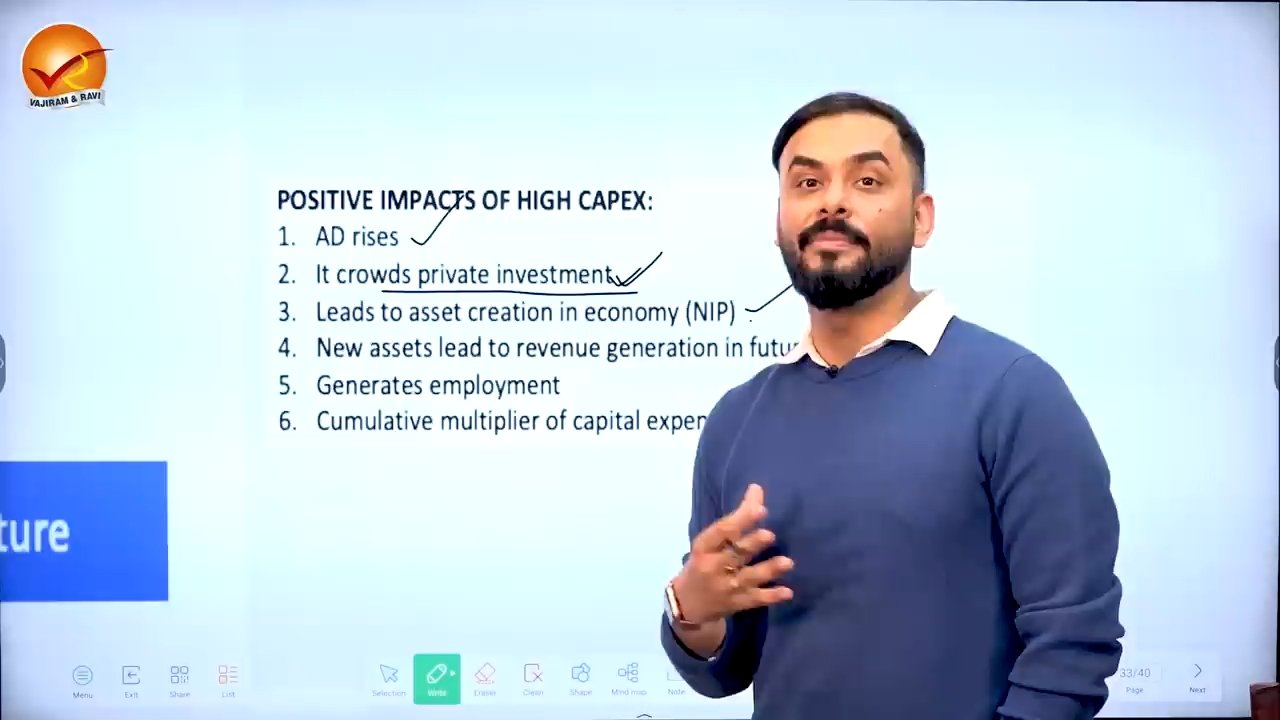 VAJIRAM & RAVI
POSITIVE IMPACTS OF HIGH CAPEX:
1. AD rises
2. It crowds private investment
3. Leads to asset creation in economy (NIP)
4. New assets lead to revenue generation in
5. Generates employment
6. Cumulative multiplier of capital
ture
Menu
Exit
Share
List
Selection
Write
Eraser
Clean
Shape
Mind map
Note
33/40
Page
Next